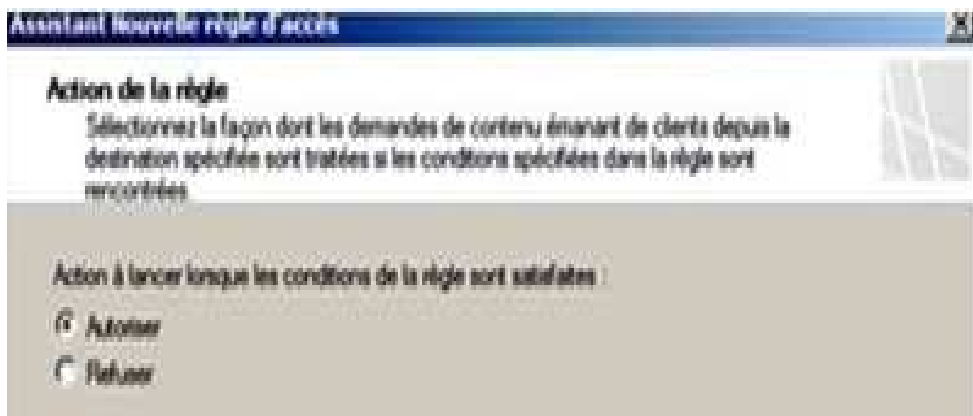 Assistant Nouvelle règle d'accès
Action de la règle
Sélectionnez la façon dont les demandes de contenu émanant de clients depuis la
destination spécifiée sont traitées si les conditions spécifiées dans la règle sont
rencontrées.
Action à lancer lorsque les conditions de la règle sont satisfaites :
Autoriser
Refuser